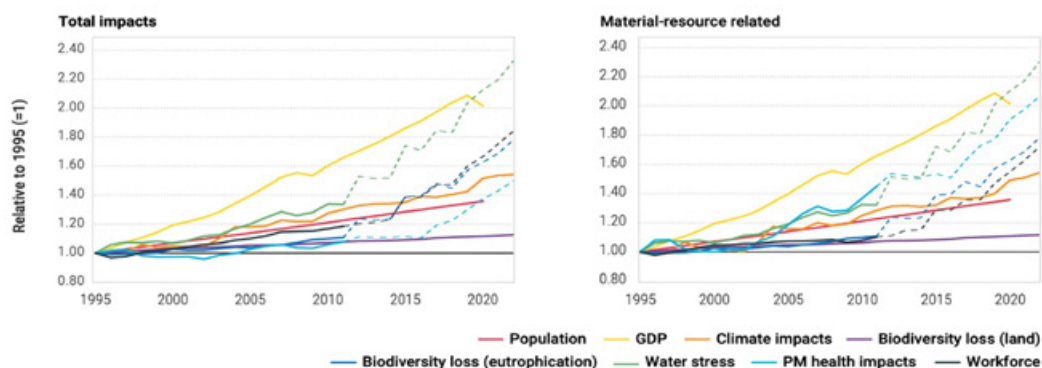 Total impacts
Material-resource related
Relative to 1995 (=1)
2.40
2.20
2.00
1.80
1.60
1.40
1.20
1.00
0.80
1995 2000 2005 2010 2015 2020
2.40
2.20
2.00
1.80
1.60
1.40
1.20
1.00
0.80
1995 2000 2005 2010 2015 2020
Population GDP Climate impacts Biodiversity loss (land)
Biodiversity loss (eutrophication) Water stress PM health impacts Workforce